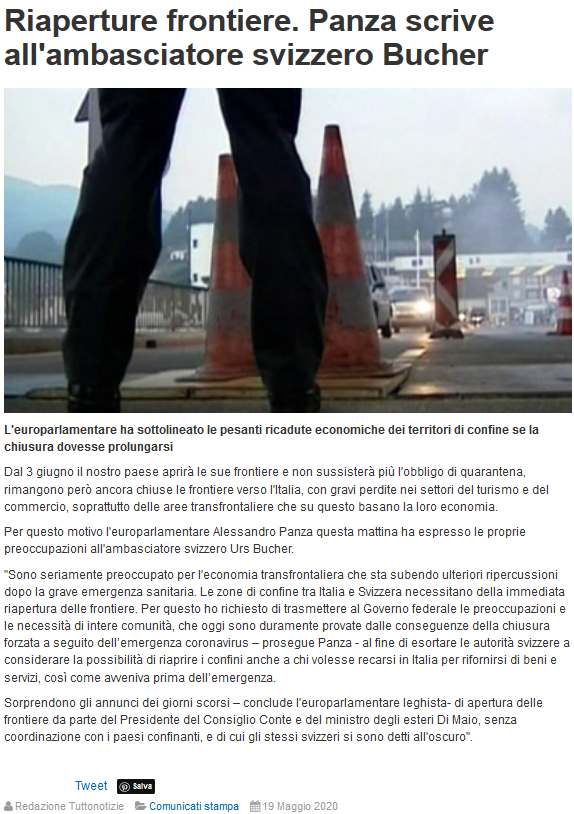 Riaperture frontiere. Panza scrive
all'ambasciatore svizzero Bucher
L'europarlamentare ha sottolineato le pesanti ricadute economiche dei territori di confine se la
chiusura dovesse prolungarsi
Dal 3 giugno il nostro paese aprirà le sue frontiere e non sussisterà più l'obbligo di quarantena,
rimangono però ancora chiuse le frontiere verso l'Italia, con gravi perdite nei settori del turismo e del
commercio, soprattutto delle aree transfrontaliere che su questo basano la loro economia.
Per questo motivo l'europarlamentare Alessandro Panza questa mattina ha espresso le proprie
preoccupazioni all'ambasciatore svizzero Urs Bucher.
"Sono seriamente preoccupato per l'economia transfrontaliera che sta subendo ulteriori ripercussioni
dopo la grave emergenza sanitaria. Le zone di confine tra Italia e Svizzera necessitano della immediata
riapertura delle frontiere. Per questo ho richiesto di trasmettere al Governo federale le preoccupazioni e
le necessità di intere comunità, che oggi sono duramente provate dalle conseguenze della chiusura
forzata a seguito dell’emergenza coronavirus – prosegue Panza - al fine di esortare le autorità svizzere a
considerare la possibilità di riaprire i confini anche a chi volesse recarsi in Italia per rifornirsi di beni e
servizi, così come avveniva prima dell’emergenza.
Sorprendono gli annunci dei giorni scorsi – conclude l'europarlamentare leghista- di apertura delle
frontiere da parte del Presidente del Consiglio Conte e del ministro degli esteri Di Maio, senza
coordinazione con i paesi confinanti, e di cui gli stessi svizzeri si sono detti all'oscuro".
Tweet Salva
Redazione Tuttonotizie Comunicati stampa 19 Maggio 2020